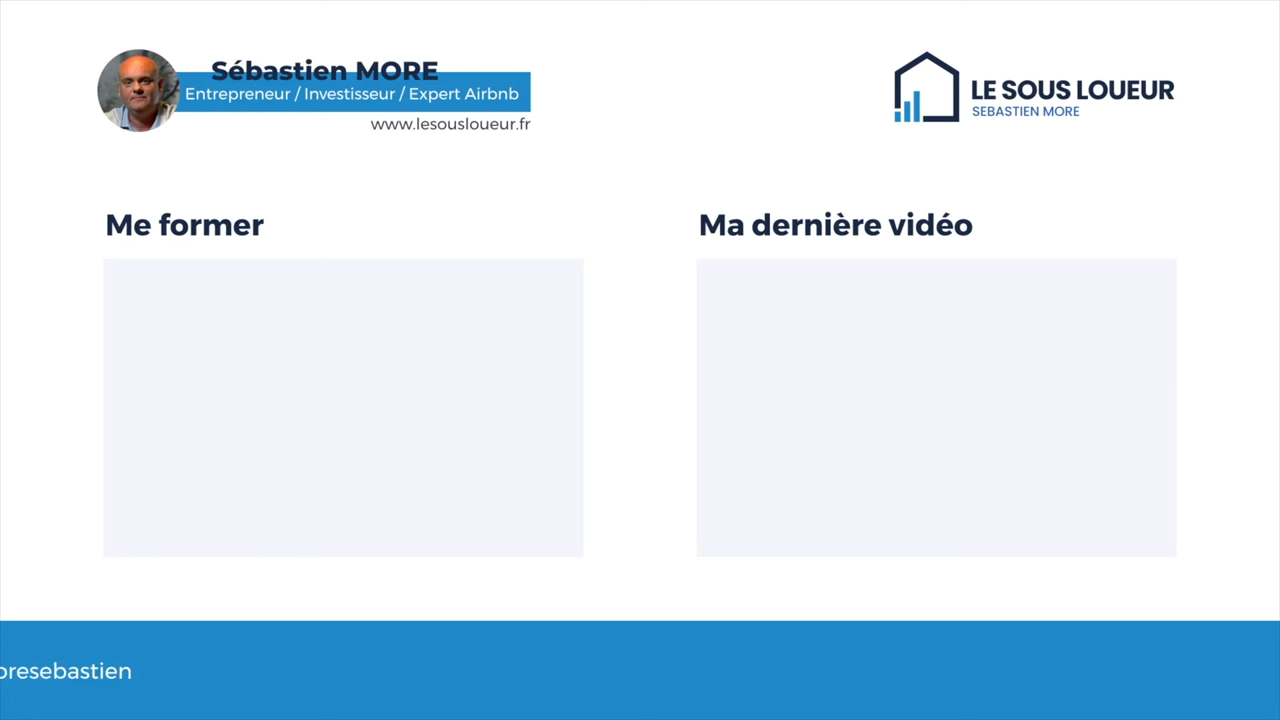 Sébastien MORE
Entrepreneur / Investisseur / Expert Airbnb
www.lesousloueur.fr
LE SOUS LOUEUR
SEBASTIEN MORE
Me former
Ma dernière vidéo
resebastien